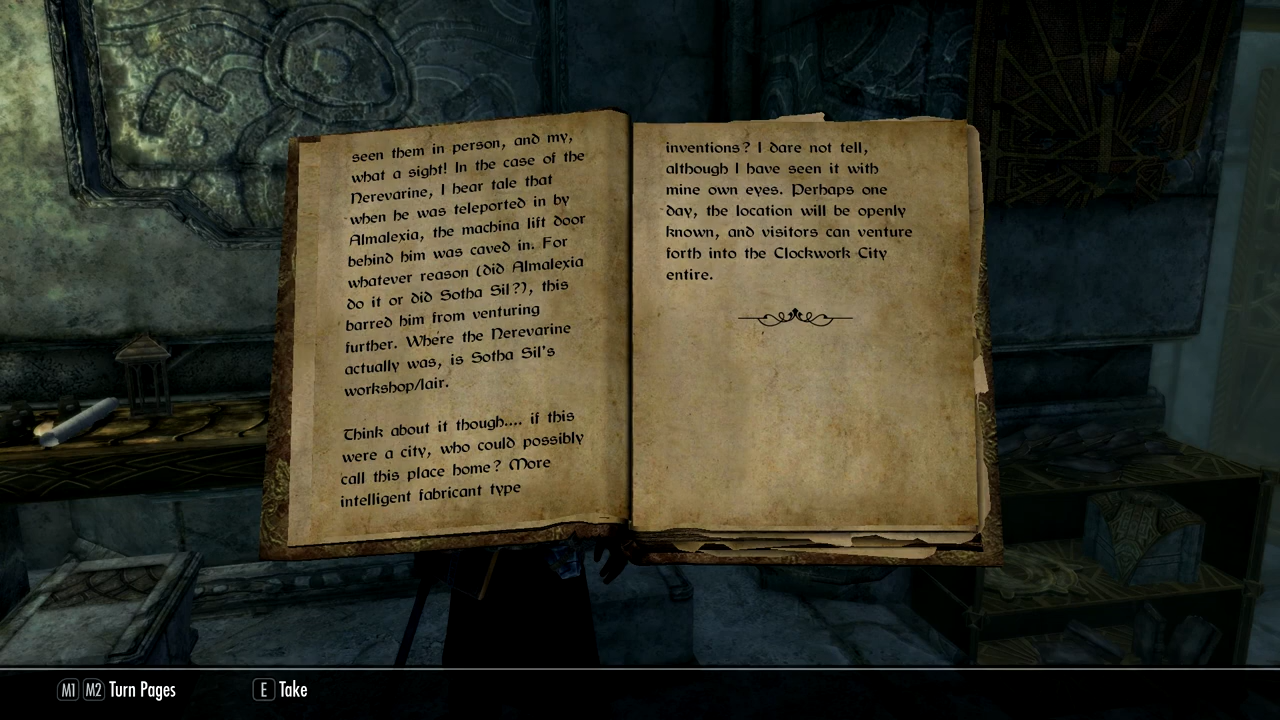 seen them in person, and my,
what a sight! In the case of the
Nerevarine, I hear tale that
when he was teleported in by
Almalexia, the machina lift door
behind him was caved in. For
whatever reason (did Almalexia
do it or did Sotha Sil?), this
barred him from venturing
further. Where the Nerevarine
actually was, is Sotha Sil's
workshop/lair.
Think about it though.... if this
were a city, who could possibly
call this place home? More
intelligent fabricant type
inventions? I dare not tell,
although I have seen it with
mine own eyes. Perhaps one
day, the location will be openly
known, and visitors can venture
forth into the Clockwork City
entire.
M1 M2 Turn Pages
E Take